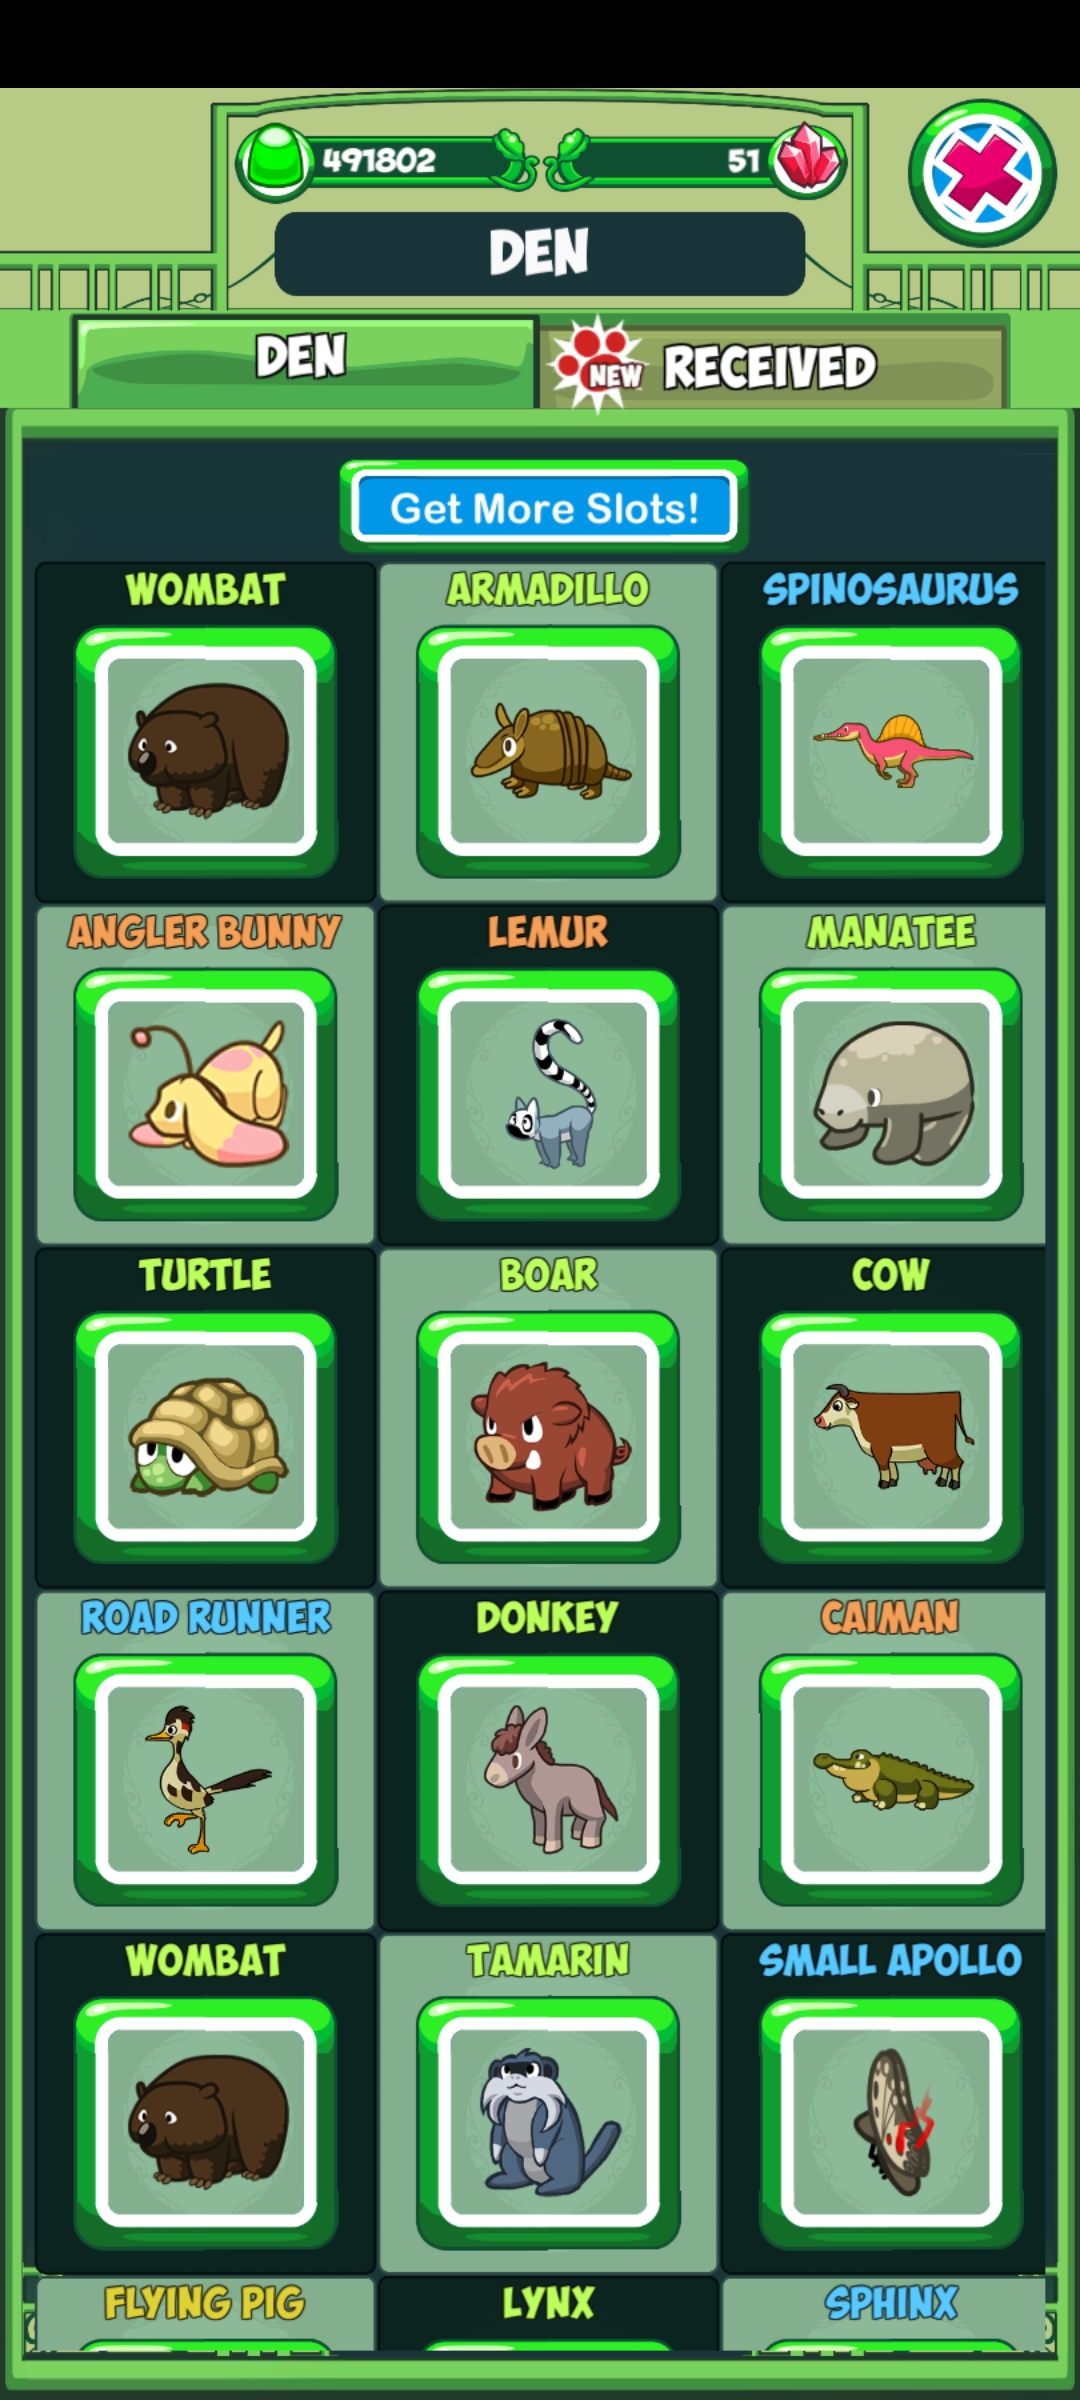 491802
51
DEN
DEN
NEW
RECEIVED
Get More Slots!
WOMBAT
ARMADILLO
SPINOSAURUS
ANGLER BUNNY
LEMUR
MANATEE
TURTLE
BOAR
COW
ROAD RUNNER
DONKEY
CAIMAN
WOMBAT
TAMARIN
SMALL APOLLO
FLYING PIG
LYNX
SPHINX